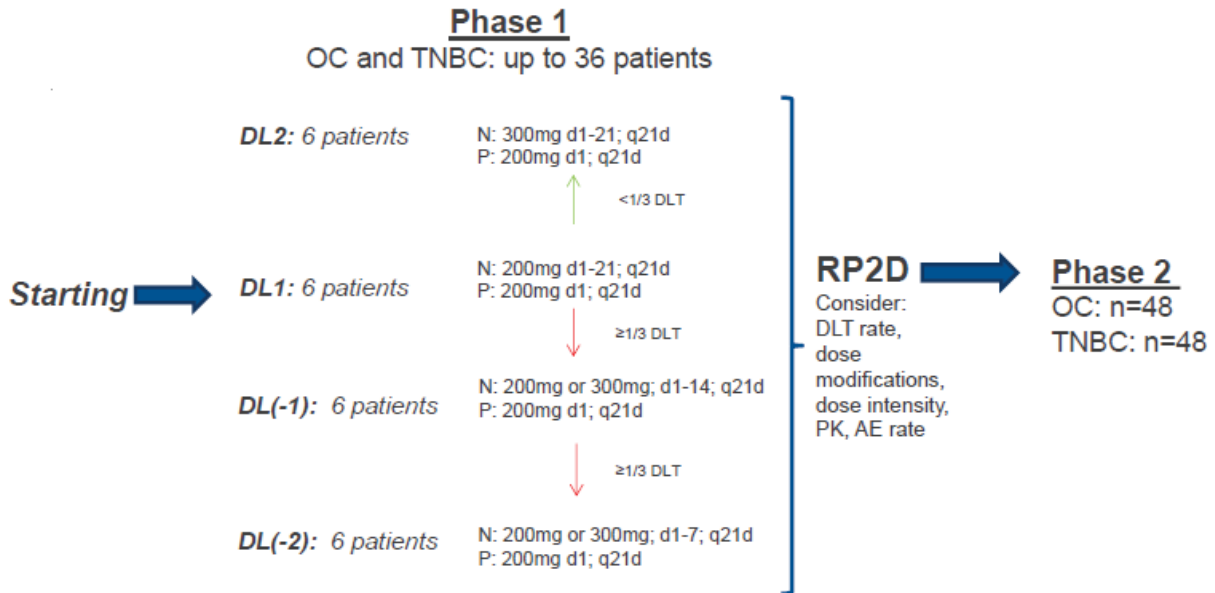 Phase 1
OC and TNBC: up to 36 patients
DL2: 6 patients
N: 300mg d1-21; q21d
P: 200mg d1; q21d
<1/3 DLT
Starting
DL1: 6 patients
N: 200mg d1-21; q21d
P: 200mg d1; q21d
≥1/3 DLT
DL(-1): 6 patients
N: 200mg or 300mg; d1-14; q21d
P: 200mg d1; q21d
≥1/3 DLT
DL(-2): 6 patients
N: 200mg or 300mg; d1-7; q21d
P: 200mg d1; q21d
RP2D
Consider:
DLT rate,
dose
modifications,
dose intensity,
PK, AE rate
Phase 2
OC: n=48
TNBC: n=48